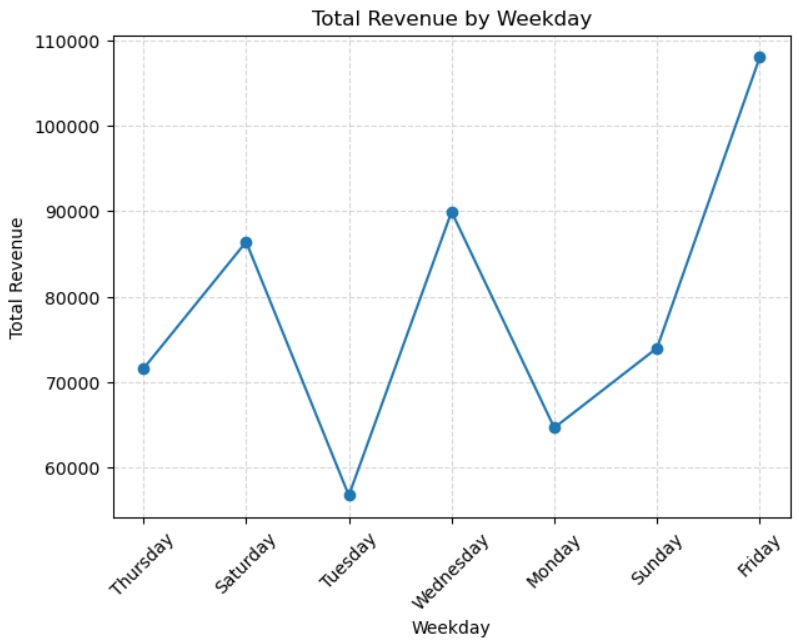 Total Revenue by Weekday
Total Revenue
110000
100000
90000
80000
70000
60000
Thursday
Saturday
Tuesday
Wednesday
Monday
Sunday
Friday
Weekday